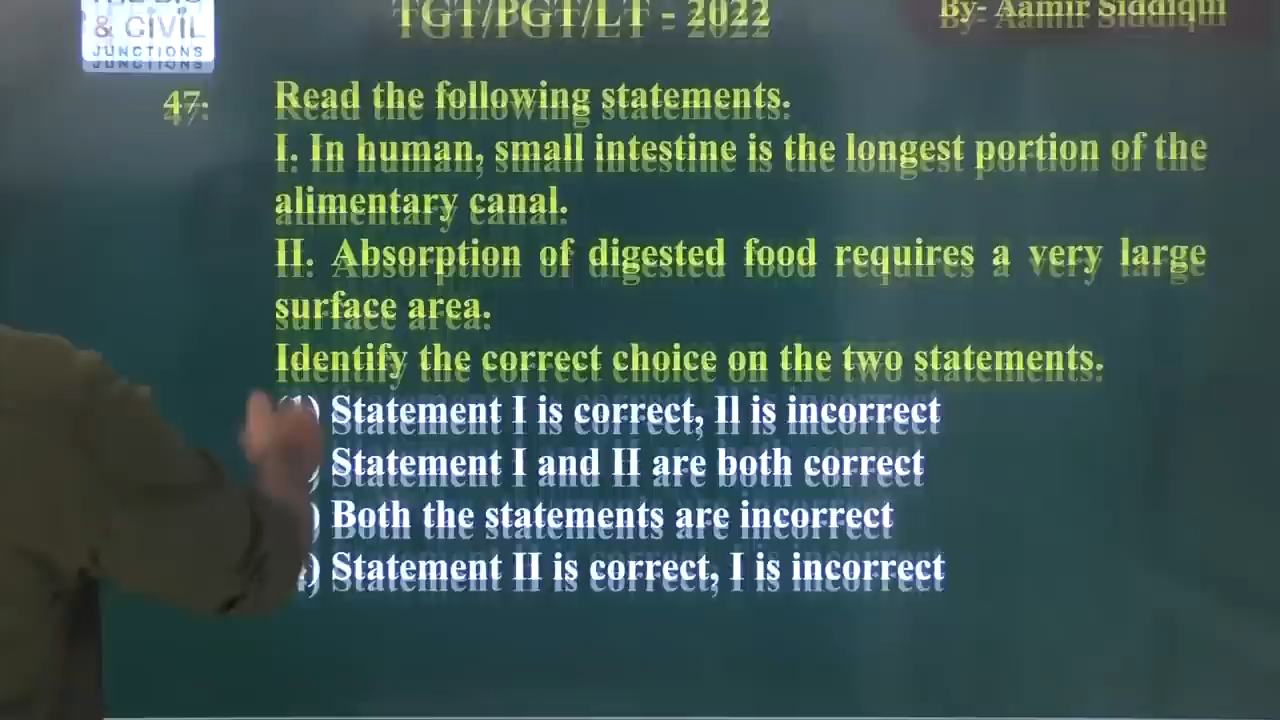 & CIVIL
JUNCTIONS
TGT/PGT/LT - 2022
By- Aamir Siddiqui
47:
Read the following statements.
I. In human, small intestine is the longest portion of the
alimentary canal.
II. Absorption of digested food requires a very large
surface area.
Identify the correct choice on the two statements.
Statement I is correct, II is incorrect
Statement I and II are both correct
Both the statements are incorrect
Statement II is correct, I is incorrect